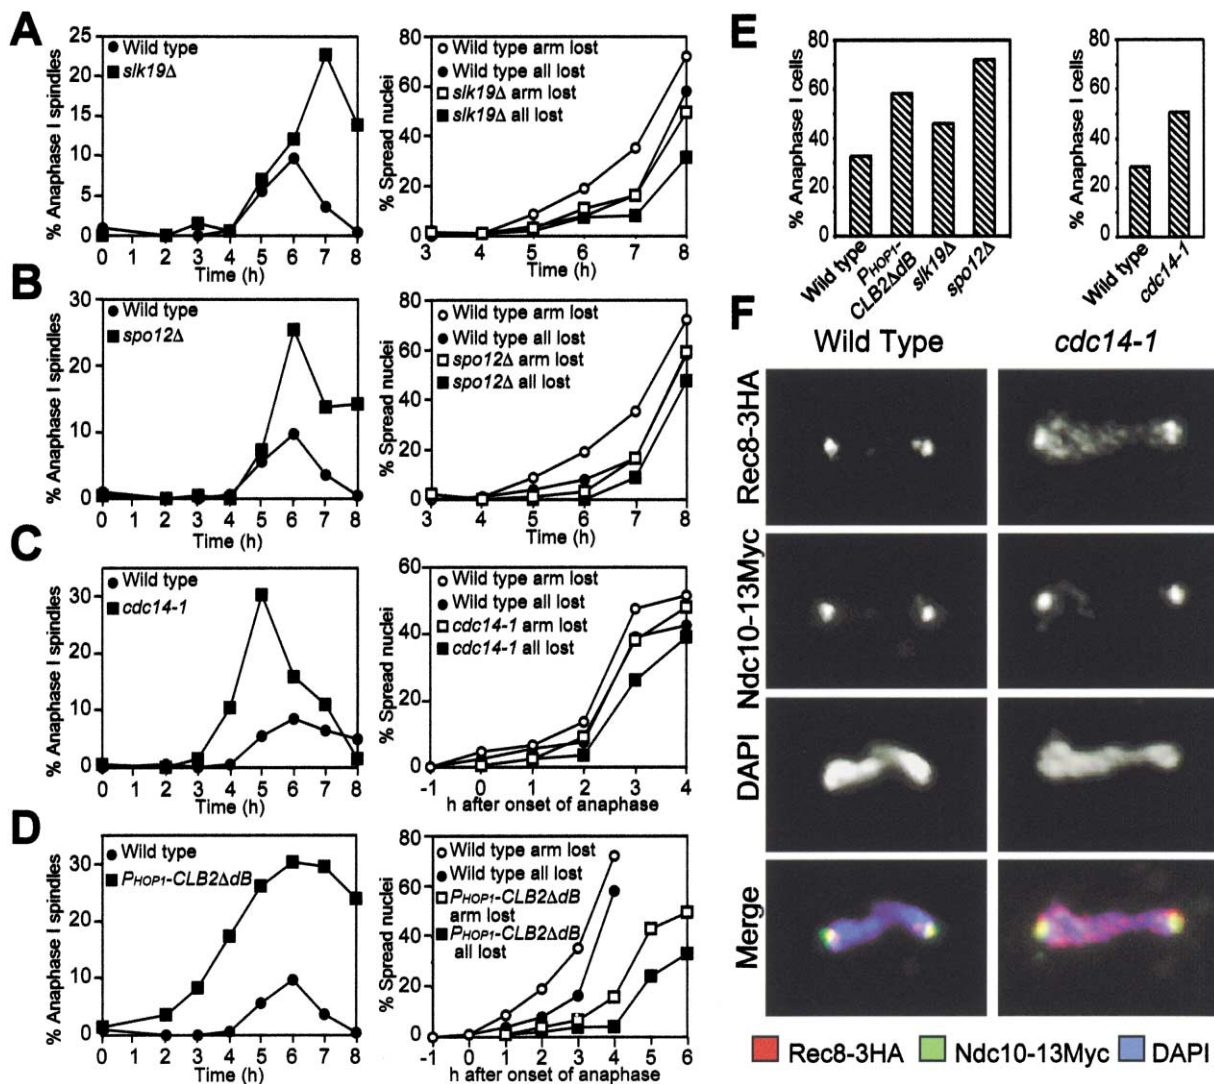 A
% Anaphase I spindles
25
20
15
10
5
0
Wild type
slk19Δ
0 1 2 3 4 5 6 7 8
Time (h)
% Spread nuclei
80
60
40
20
0
Wild type arm lost
Wild type all lost
slk19Δ arm lost
slk19Δ all lost
3 4 5 6 7 8
Time (h)
B
% Anaphase I spindles
30
20
10
0
Wild type
spo12Δ
0 1 2 3 4 5 6 7 8
Time (h)
% Spread nuclei
80
60
40
20
0
Wild type arm lost
Wild type all lost
spo12Δ arm lost
spo12Δ all lost
3 4 5 6 7 8
Time (h)
C
% Anaphase I spindles
30
20
10
0
Wild type
cdc14-1
0 1 2 3 4 5 6 7 8
Time (h)
% Spread nuclei
60
40
20
0
Wild type arm lost
Wild type all lost
cdc14-1 arm lost
cdc14-1 all lost
-1 0 1 2 3 4
h after onset of anaphase
D
% Anaphase I spindles
30
20
10
0
Wild type
PHOP1-CLB2ΔdB
0 1 2 3 4 5 6 7 8
Time (h)
% Spread nuclei
80
60
40
20
0
Wild type arm lost
Wild type all lost
PHOP1-CLB2ΔdB
arm lost
PHOP1-CLB2ΔdB
all lost
-1 0 1 2 3 4 5 6
h after onset of anaphase
E
% Anaphase I cells
80
60
40
20
0
Wild type
PHOP1-
CLB2ΔdB
slk19Δ
spo12Δ
% Anaphase I cells
80
60
40
20
0
Wild type
cdc14-1
F
Wild Type
cdc14-1
Rec8-3HA
Ndc10-13Myc
DAPI
Merge
Rec8-3HA
Ndc10-13Myc
DAPI